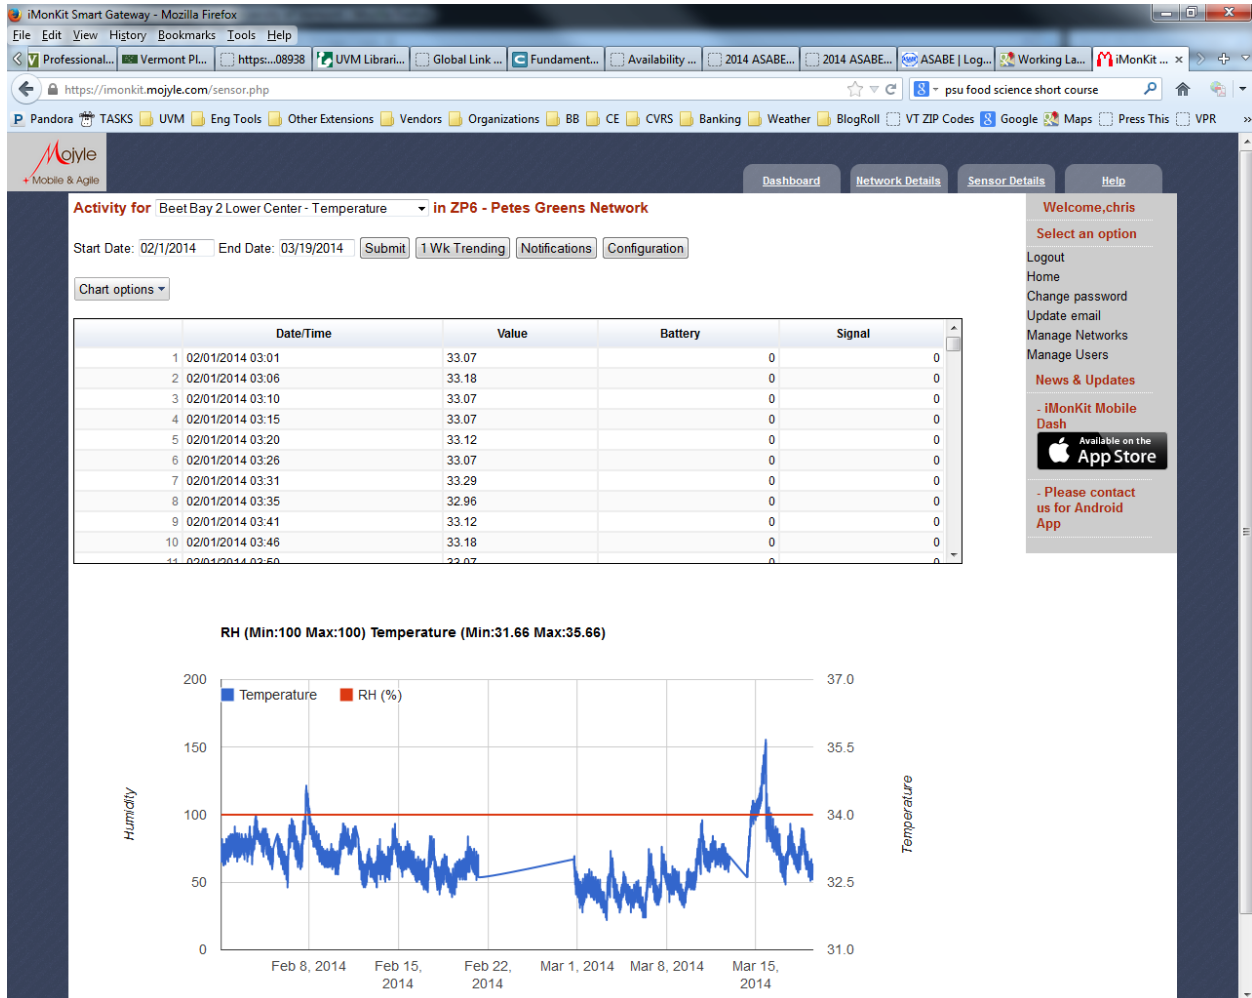 iMonKit Smart Gateway - Mozilla Firefox
File Edit View History Bookmarks Tools Help
Professional... Vermont Pl... https:...08938 UVM Librari... Global Link ... Fundament... Availability ... 2014 ASABE... 2014 ASABE... ASABE | Log... Working La... iMonKit ...
https://imonkit.mojyle.com/sensor.php psu food science short course
Pandora TASKS UVM Eng Tools Other Extensions Vendors Organizations BB CE CVRS Banking Weather BlogRoll VT ZIP Codes Google Maps Press This VPR »
Mojyle
Mobile & Agile
Dashboard Network Details Sensor Details Help
Activity for Beet Bay 2 Lower Center - Temperature in ZP6 - Petes Greens Network
Start Date: 02/1/2014 End Date: 03/19/2014 Submit 1 Wk Trending Notifications Configuration
Chart options
Date/Time Value Battery Signal
1 02/01/2014 03:01 33.07 0 0
2 02/01/2014 03:06 33.18 0 0
3 02/01/2014 03:10 33.07 0 0
4 02/01/2014 03:15 33.07 0 0
5 02/01/2014 03:20 33.12 0 0
6 02/01/2014 03:26 33.07 0 0
7 02/01/2014 03:31 33.29 0 0
8 02/01/2014 03:35 32.96 0 0
9 02/01/2014 03:41 33.12 0 0
10 02/01/2014 03:46 33.18 0 0
11 02/01/2014 03:50 33.07 0 0
Welcome,chris
Select an option
Logout
Home
Change password
Update email
Manage Networks
Manage Users
News & Updates
- iMonKit Mobile
Dash
Available on the
App Store
- Please contact
us for Android
App
RH (Min:100 Max:100) Temperature (Min:31.66 Max:35.66)
Temperature RH (%)
200
150
100
50
0
Humidity
37.0
35.5
34.0
32.5
31.0
Temperature
Feb 8, 2014 Feb 15, Feb 22, Mar 1, 2014 Mar 8, 2014 Mar 15,
2014 2014 2014